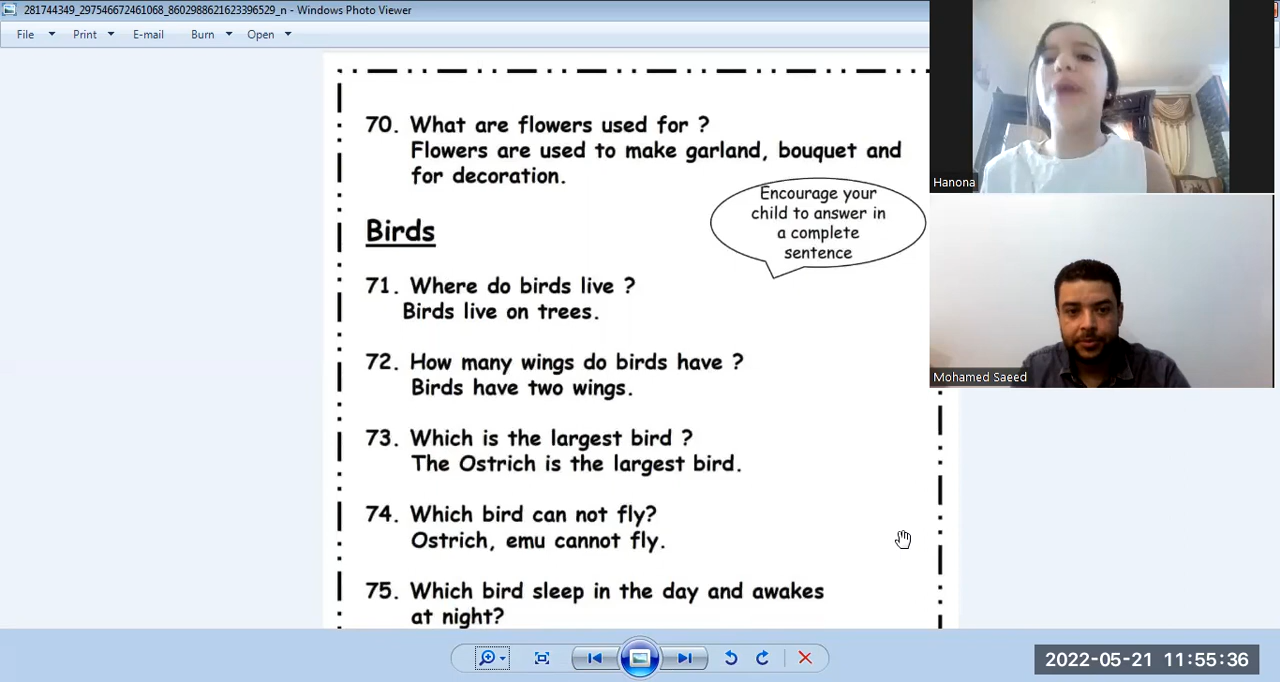 281744349_297546672461068_8602988621623396529_n - Windows Photo Viewer
File Print E-mail Burn Open
70. What are flowers used for ?
Flowers are used to make garland, bouquet and
for decoration.
Encourage your
child to answer in
a complete
sentence
Birds
71. Where do birds live ?
Birds live on trees.
72. How many wings do birds have ?
Birds have two wings.
73. Which is the largest bird ?
The Ostrich is the largest bird.
74. Which bird can not fly?
Ostrich, emu cannot fly.
75. Which bird sleep in the day and awakes
at night?
Hanona
Mohamed Saeed
2022-05-21 11:55:36